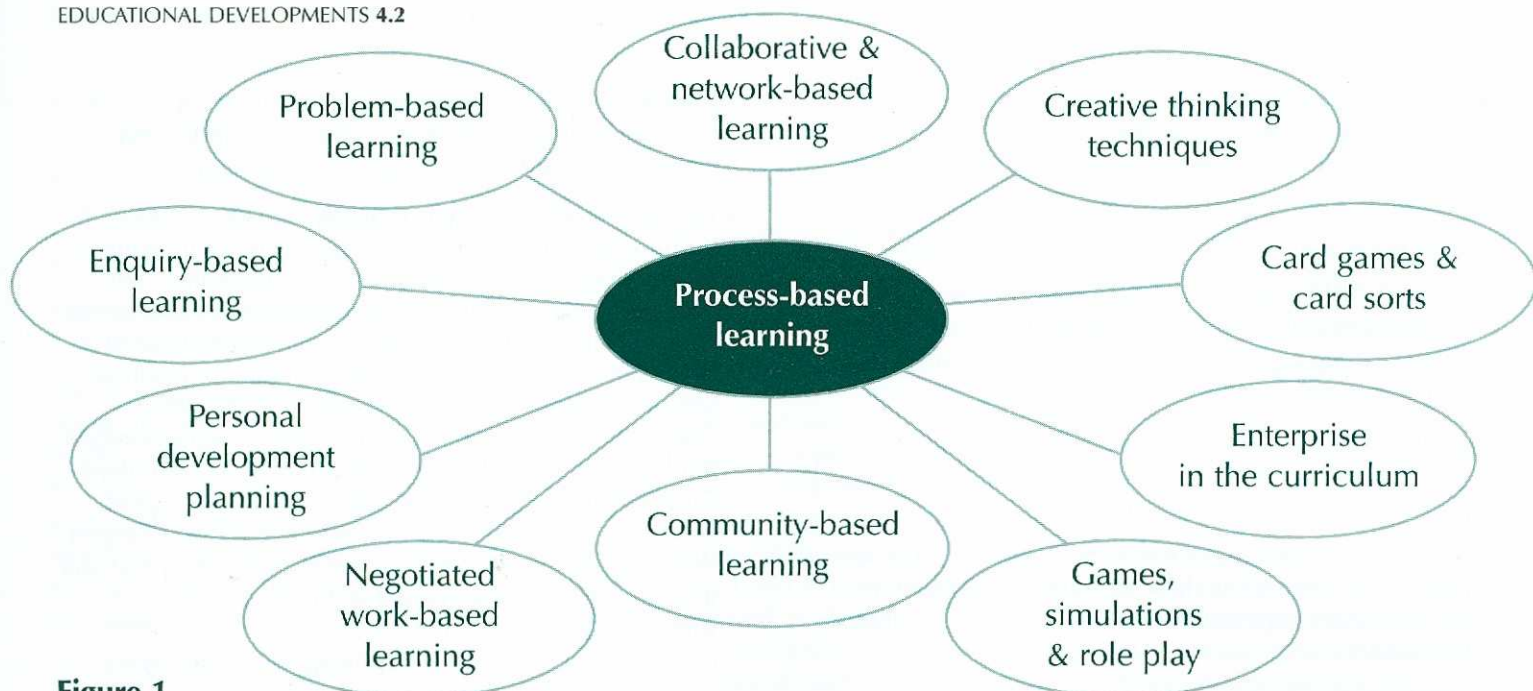 EDUCATIONAL DEVELOPMENTS 4.2
Collaborative &
network-based
learning
Problem-based
learning
Creative thinking
techniques
Enquiry-based
learning
Process-based
learning
Card games &
card sorts
Personal
development
planning
Enterprise
in the curriculum
Community-based
learning
Negotiated
work-based
learning
Games,
simulations
& role play
Figure 1